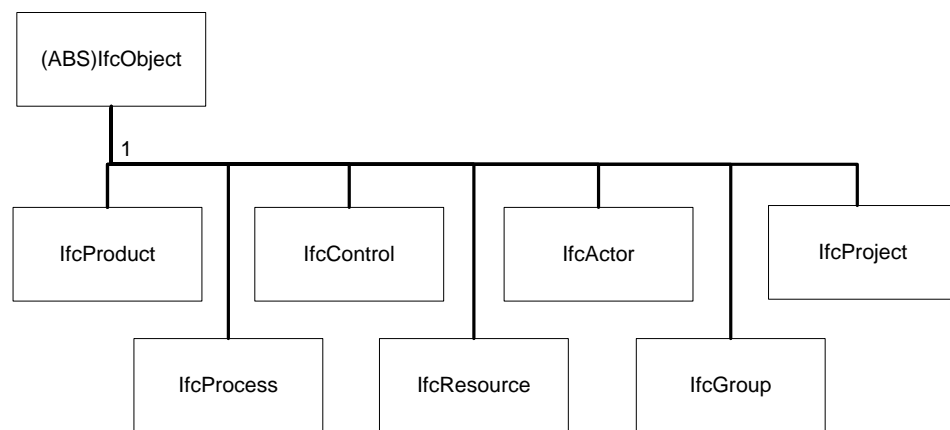 (ABS)IfcObject
1
IfcProduct
IfcControl
IfcActor
IfcProject
IfcProcess
IfcResource
IfcGroup